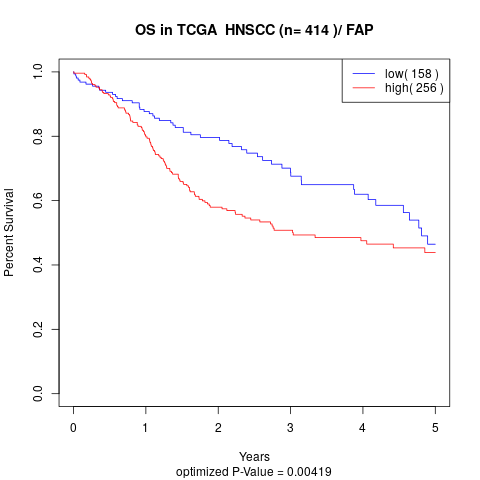 OS in TCGA  HNSCC (n= 414 )/ FAP
low( 158 )
high( 256 )
Percent Survival
1.0
0.8
0.6
0.4
0.2
0.0
0 1 2 3 4 5
Years
optimized P-Value = 0.00419